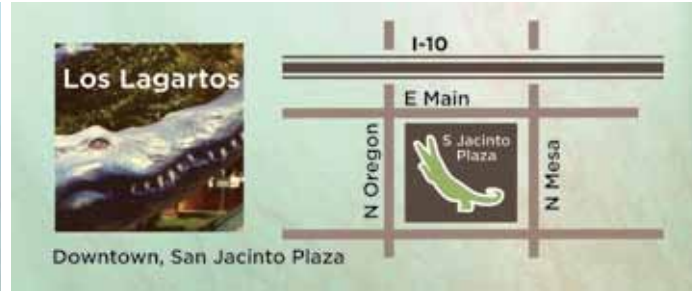 Los Lagartos
Downtown, San Jacinto Plaza
I-10
E Main
N Oregon
S Jacinto
Plaza
N Mesa